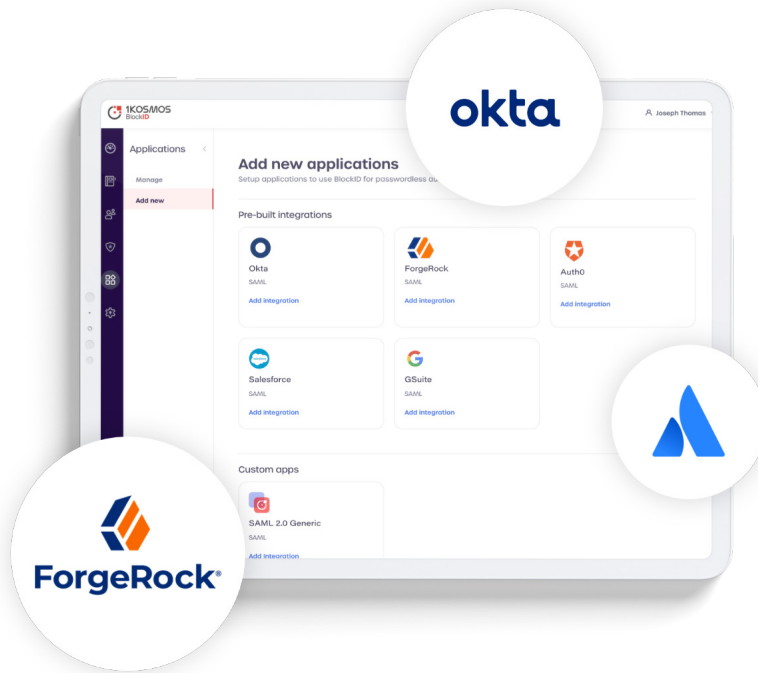 okta
1KOSMOS
BlockID
Joseph Thomas
Applications
Manage
Add new
Add new applications
Setup applications to use BlockID for passwordless
Pre-built integrations
Okta
SAML
Add integration
ForgeRock
SAML
Add integration
Auth0
SAML
Add integration
Salesforce
SAML
Add integration
GSuite
SAML
Add integration
Custom apps
SAML 2.0 Generic
SAML
Add Integration
ForgeRock®